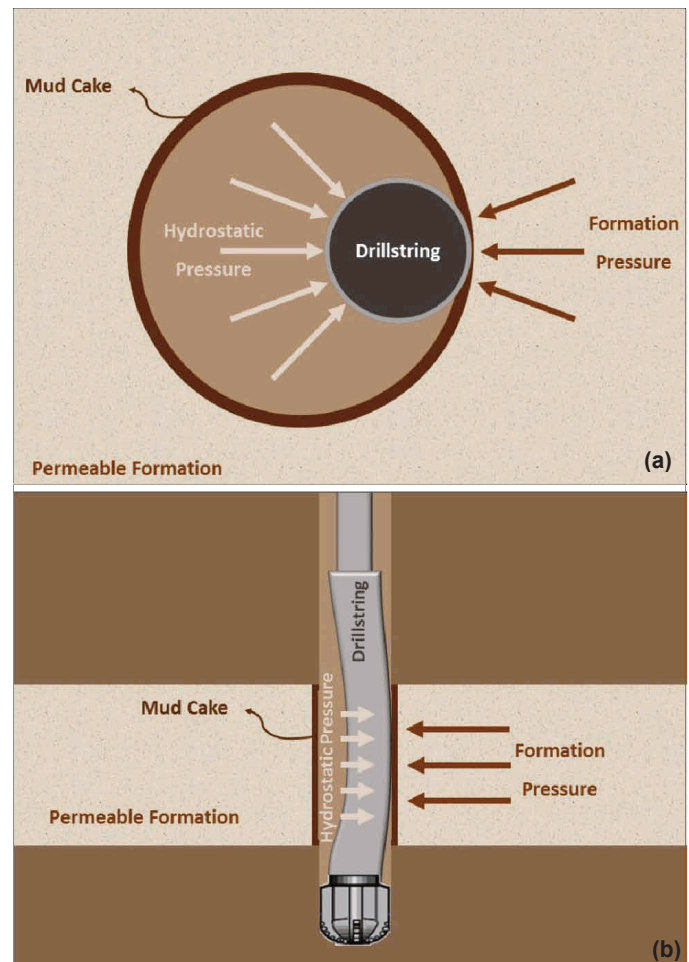 Mud Cake
Hydrostatic
Pressure
Drillstring
Formation
Pressure
Permeable Formation
(a)
Drillstring
Hydrostatic Pressure
Mud Cake
Formation
Pressure
Permeable Formation
(b)